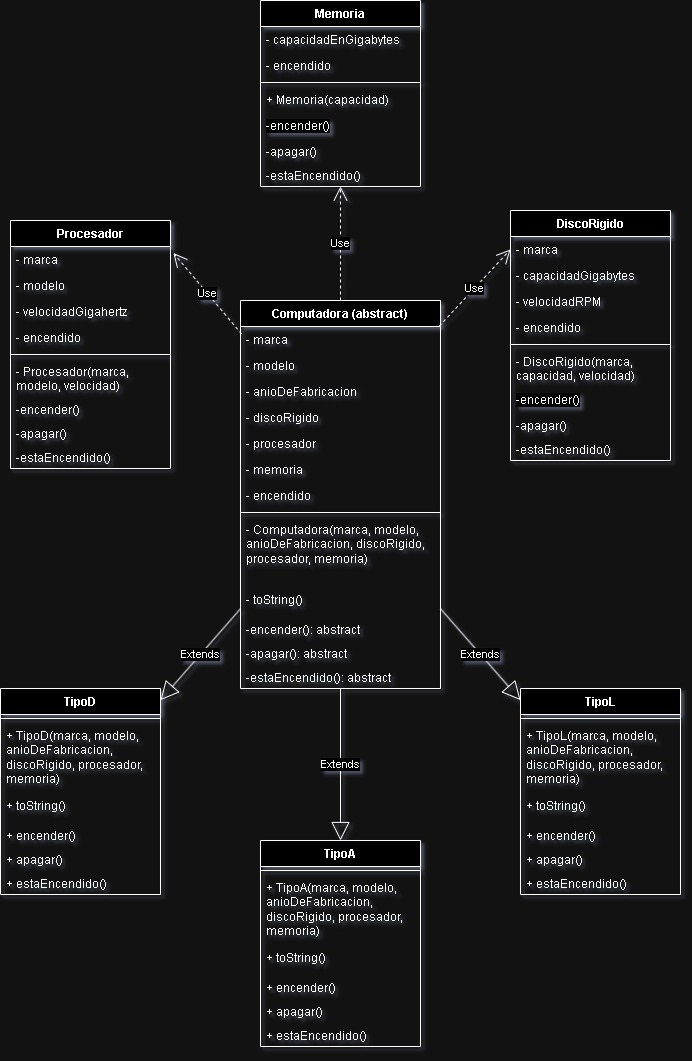 Memoria
- capacidadEnGigabytes
- encendido
+ Memoria(capacidad)
-encender()
-apagar()
-estaEncendido()
Use
Procesador
- marca
- modelo
- velocidadGigahertz
- encendido
- Procesador(marca,
modelo, velocidad)
-encender()
-apagar()
-estaEncendido()
Use
DiscoRigido
- marca
- capacidadGigabytes
- velocidadRPM
- encendido
- DiscoRigido(marca,
capacidad, velocidad)
-encender()
-apagar()
-estaEncendido()
Use
Computadora (abstract)
- marca
- modelo
- anioDeFabricacion
- discoRigido
- procesador
- memoria
- encendido
- Computadora(marca, modelo,
anioDeFabricacion, discoRigido,
procesador, memoria)
- toString()
-encender(): abstract
-apagar(): abstract
-estaEncendido(): abstract
Extends
Extends
Extends
TipoD
+ TipoD(marca, modelo,
anioDeFabricacion,
discoRigido, procesador,
memoria)
+ toString()
+ encender()
+ apagar()
+ estaEncendido()
TipoL
+ TipoL(marca, modelo,
anioDeFabricacion,
discoRigido, procesador,
memoria)
+ toString()
+ encender()
+ apagar()
+ estaEncendido()
TipoA
+ TipoA(marca, modelo,
anioDeFabricacion,
discoRigido, procesador,
memoria)
+ toString()
+ encender()
+ apagar()
+ estaEncendido()